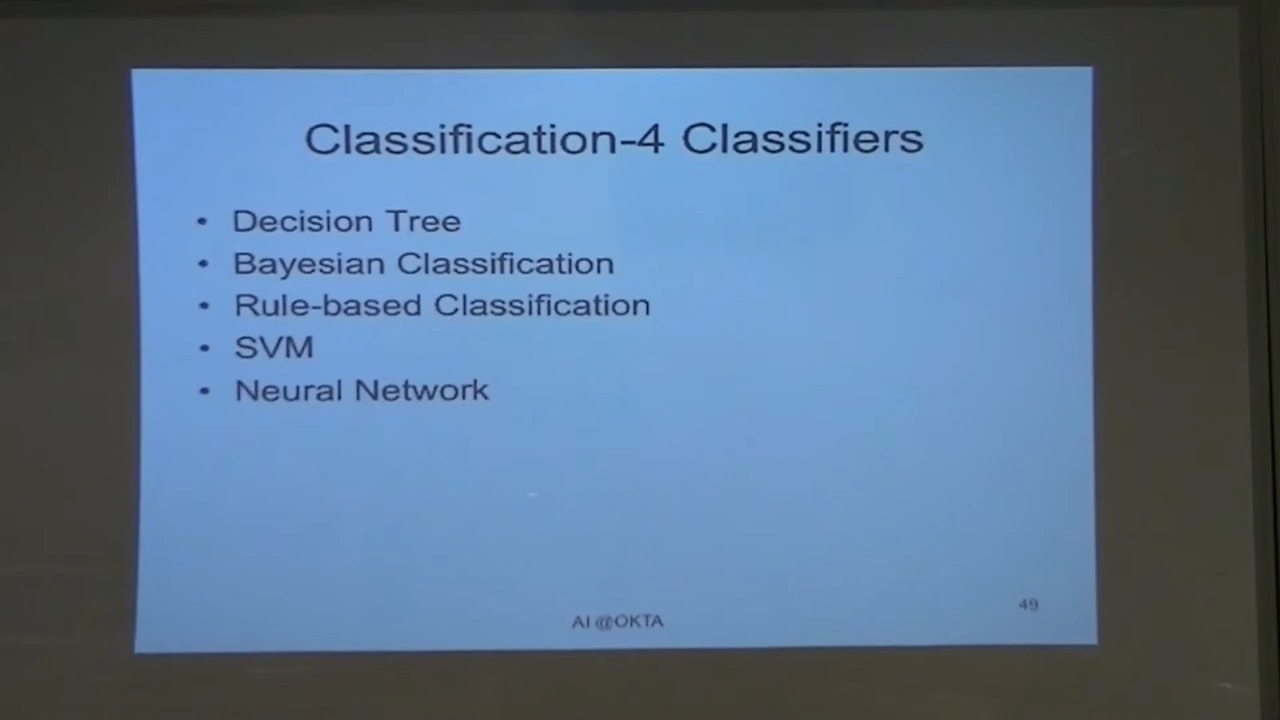 Classification-4 Classifiers
• Decision Tree
• Bayesian Classification
• Rule-based Classification
• SVM
• Neural Network
49
AI @OKTA